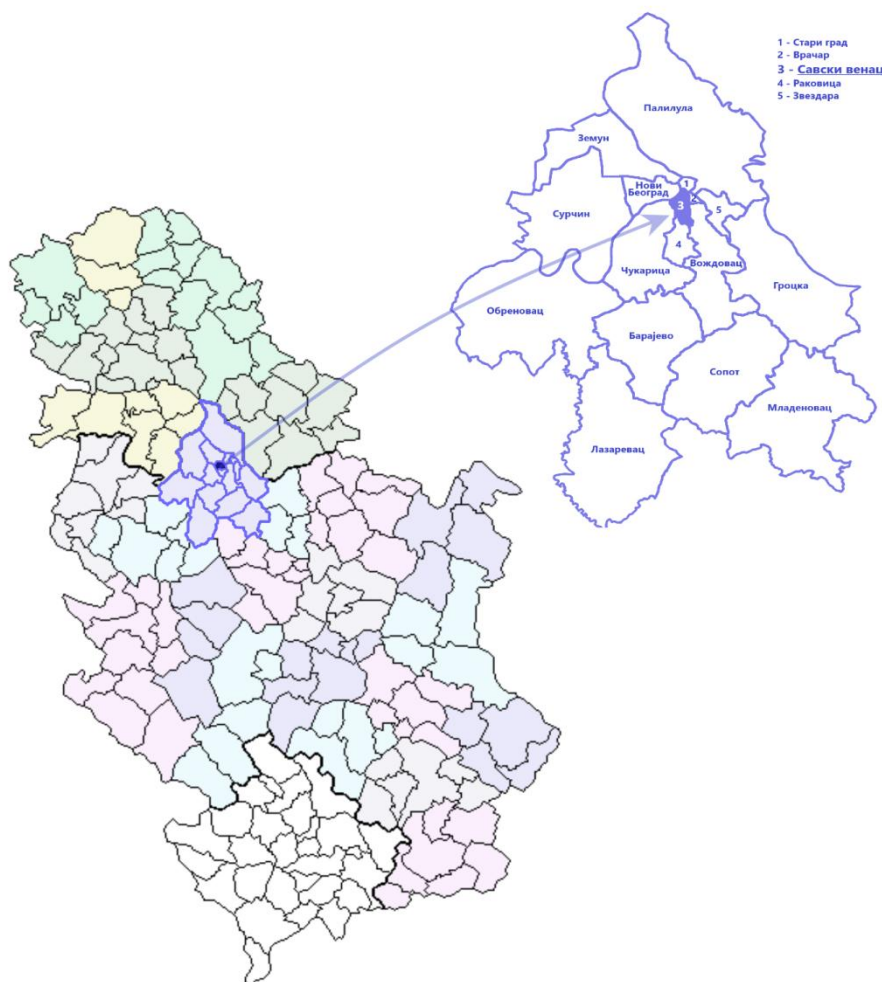 1 - Стари град
2 - Врачар
3 - Савски венац
4 - Раковица
5 - Звездара
Палилула
Земун
Нови
Београд
1
2
3
5
Сурчин
4
Вождовац
Чукарица
Гроцка
Обреновац
Барајево
Сопот
Младеновац
Лазаревац